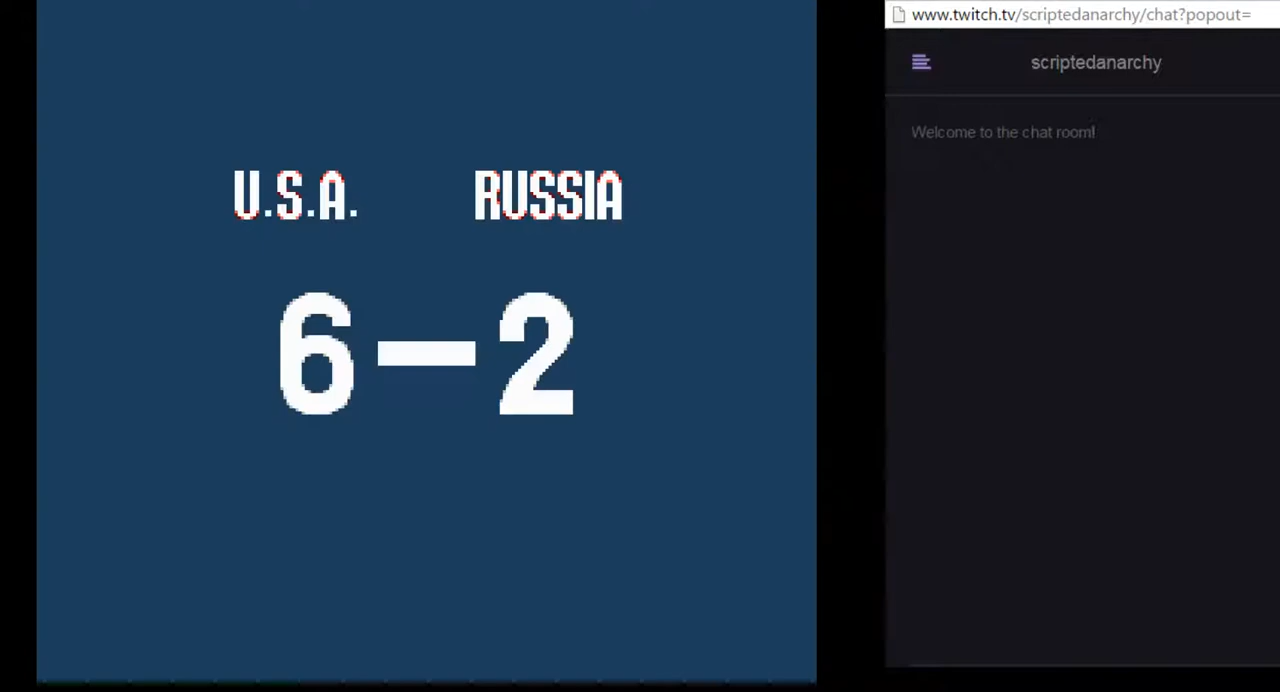 U.S.A. RUSSIA
6-2
www.twitch.tv/scriptedanarchy/chat?popout=
scriptedanarchy
Welcome to the chat room!